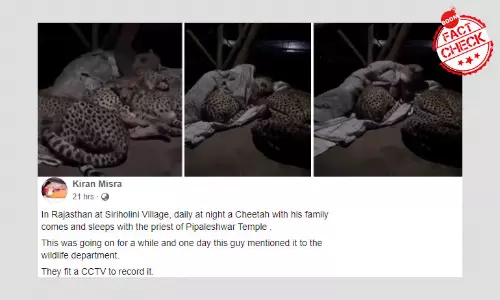 BOOM
FACT
CHECK
Kiran Misra
21 hrs ·
In Rajasthan at Siriholini Village, daily at night a Cheetah with his family
comes and sleeps with the priest of Pipaleshwar Temple .
This was going on for a while and one day this guy mentioned it to the
wildlife department.
They fit a CCTV to record it.